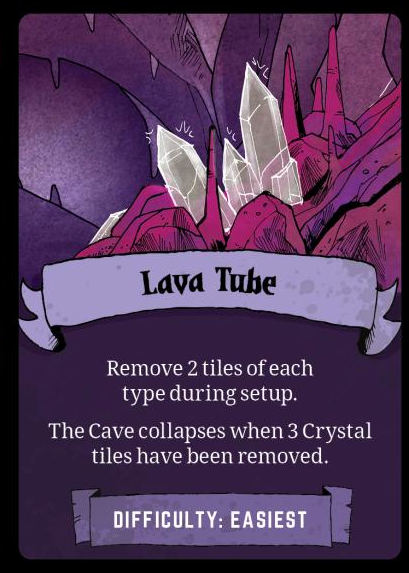 Lava Tube
Remove 2 tiles of each
type during setup.
The Cave collapses when 3 Crystal
tiles have been removed.
DIFFICULTY: EASIEST